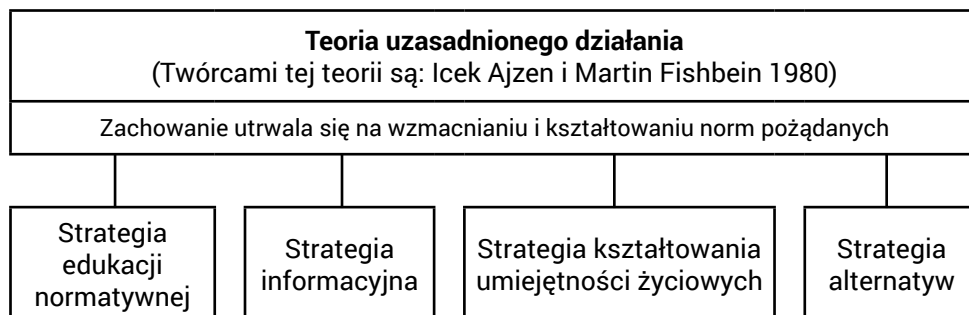 Teoria uzasadnionego działania
(Twórcami tej teorii są: Icek Ajzen i Martin Fishbein 1980)
Zachowanie utrwala się na wzmacnianiu i kształtowaniu norm pożądanych
Strategia
edukacji
normatywnej
Strategia
informacyjna
Strategia kształtowania
umiejętności życiowych
Strategia
alternatyw